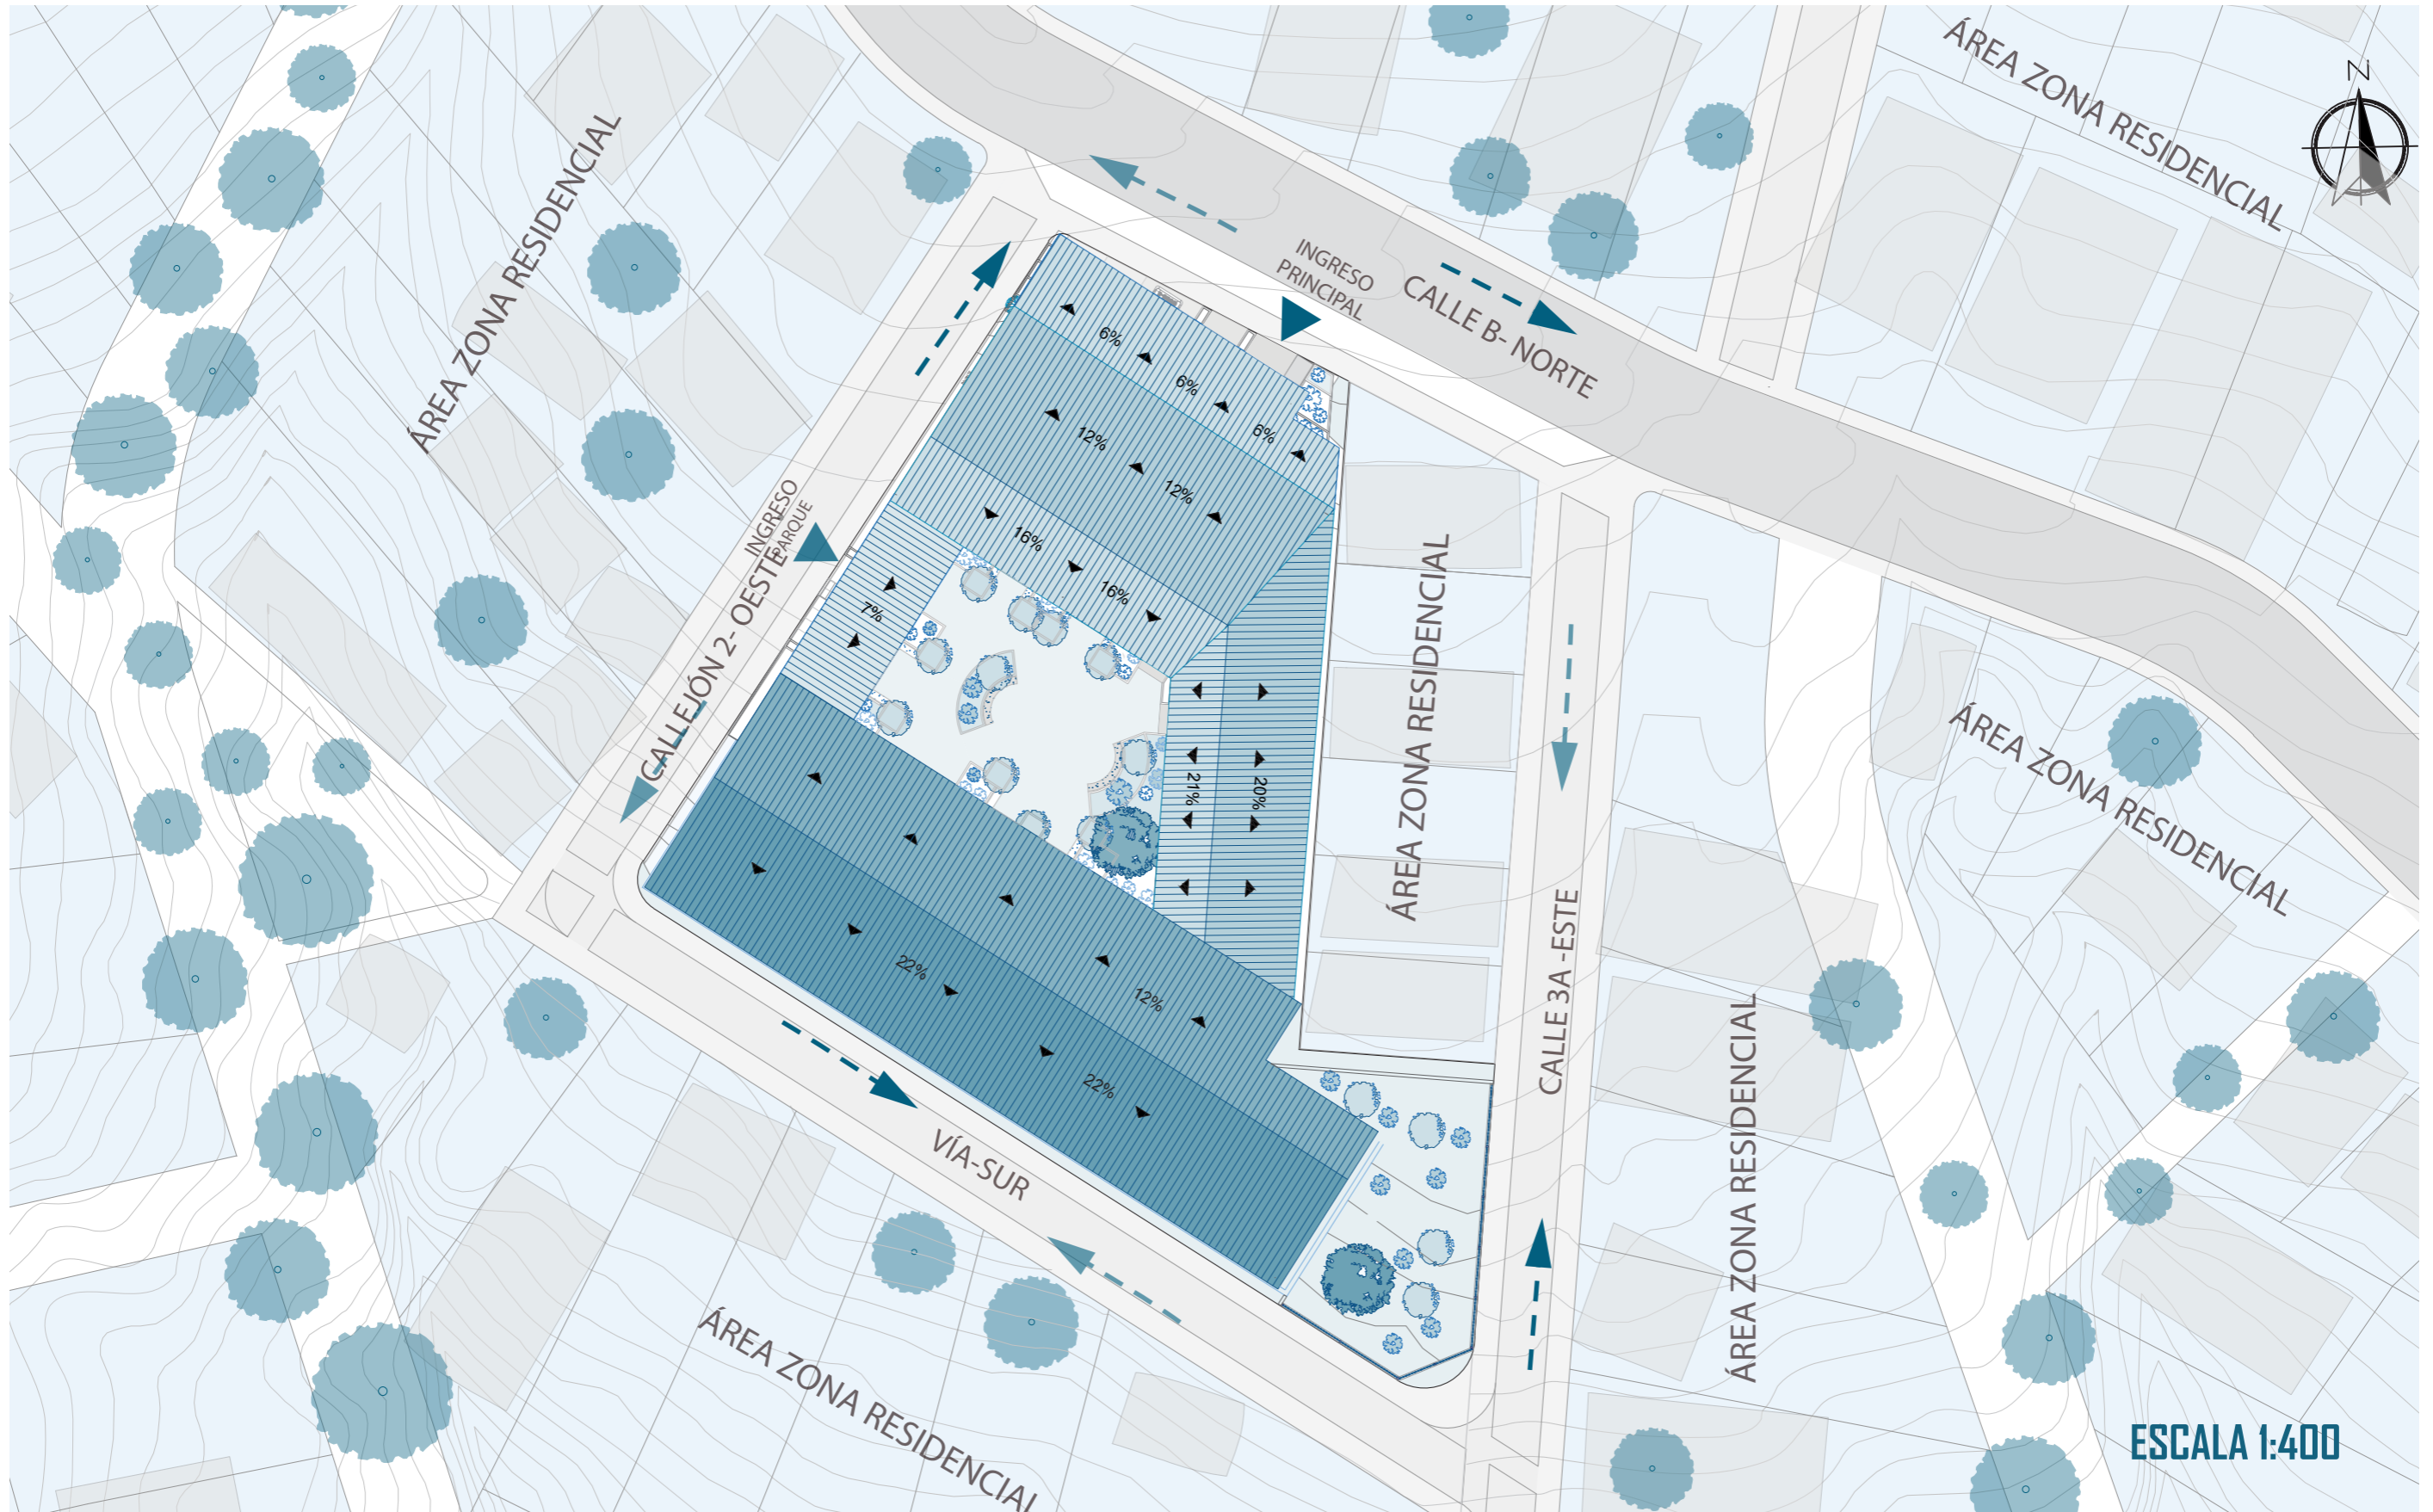 ÁREA ZONA RESIDENCIAL
N
ÁREA ZONA RESIDENCIAL
INGRESO
PRINCIPAL
CALLE B- NORTE
6%
6%
6%
12%
12%
INGRESO
PARQUE
16%
16%
7%
CALLEJÓN 2- OESTE
ÁREA ZONA RESIDENCIAL
21%
20%
ÁREA ZONA RESIDENCIAL
CALLE 3A -ESTE
22%
12%
22%
VÍA-SUR
ÁREA ZONA RESIDENCIAL
ÁREA ZONA RESIDENCIAL
ESCALA 1:400